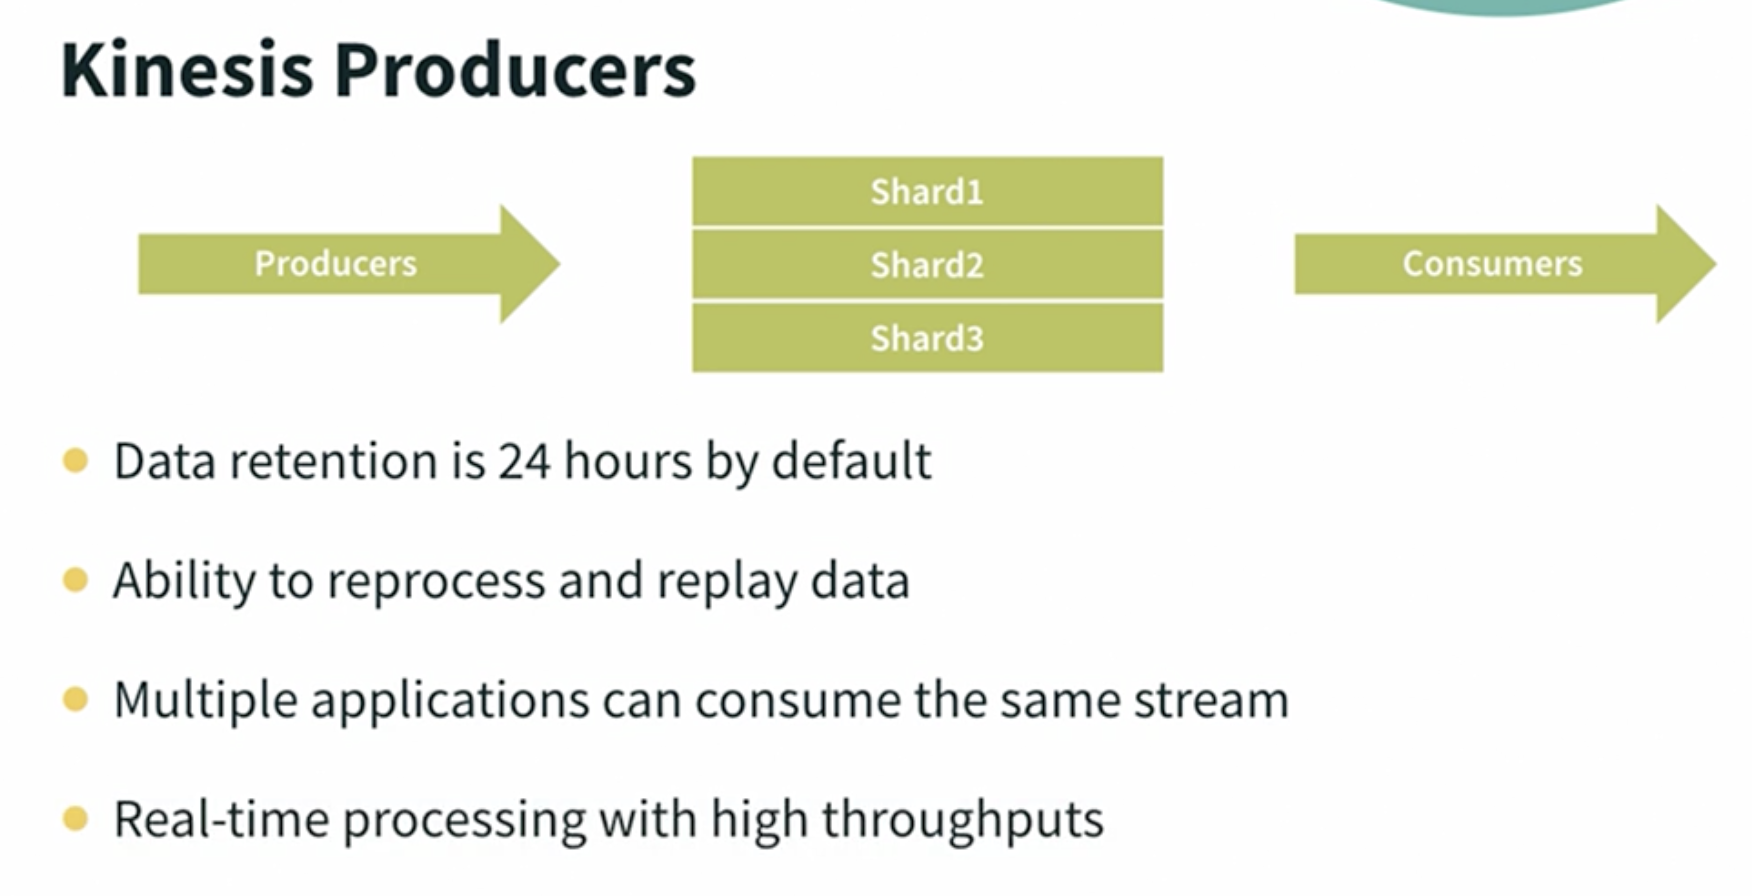 Kinesis Producers
Shard1
Producers
Shard2
Consumers
Shard3
Data retention is 24 hours by default
Ability to reprocess and replay data
Multiple applications can consume the same stream
Real-time processing with high throughputs